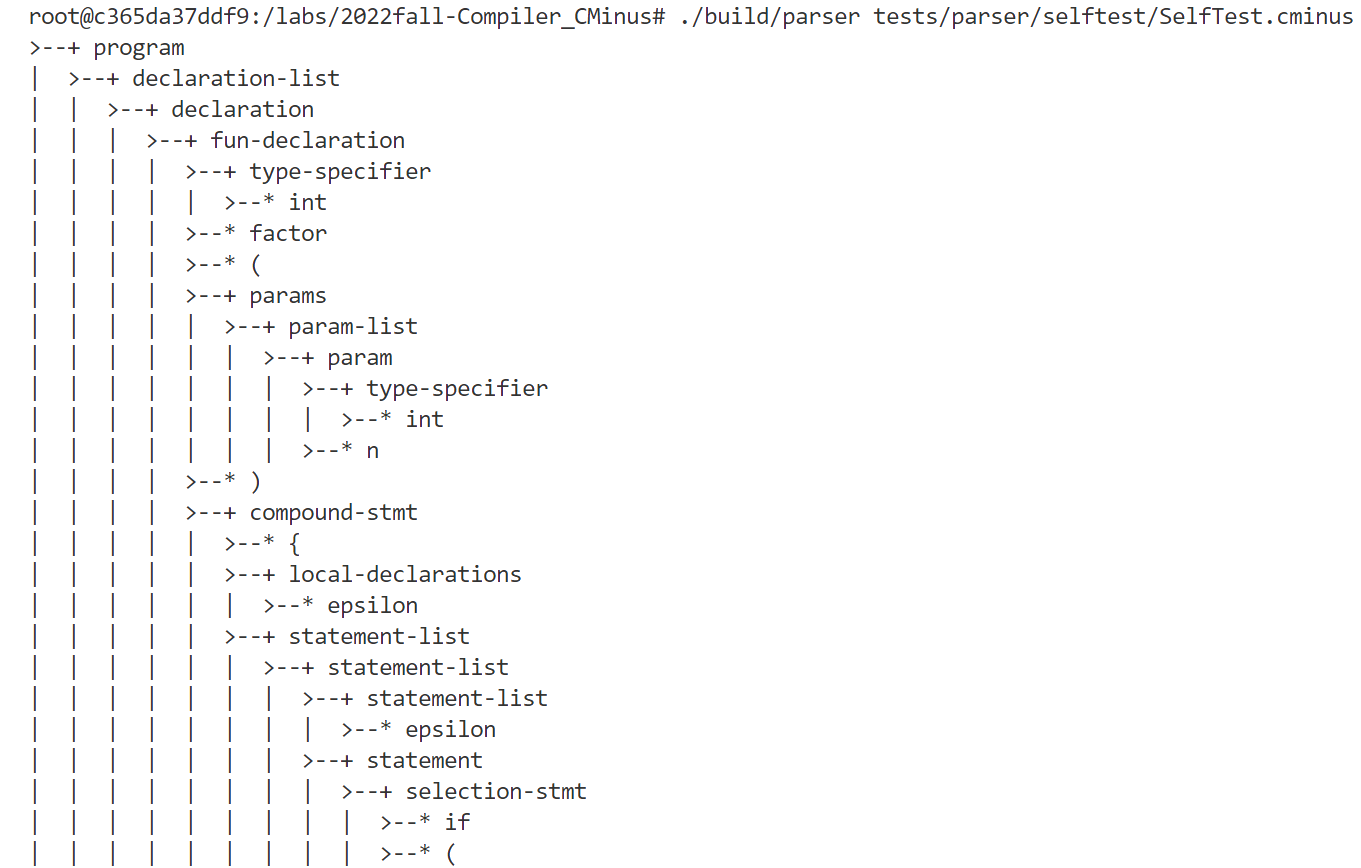 root@c365da37ddf9:/labs/2022fall-Compiler_CMinus# ./build/parser tests/parser/selftest/SelfTest.cminus
>--+ program
|  >--+ declaration-list
|  |  >--+ declaration
|  |  |  >--+ fun-declaration
|  |  |  |  >--+ type-specifier
|  |  |  |  |  >--* int
|  |  |  |  >--* factor
|  |  |  |  >--* (
|  |  |  |  >--+ params
|  |  |  |  |  >--+ param-list
|  |  |  |  |  |  >--+ param
|  |  |  |  |  |  |  >--+ type-specifier
|  |  |  |  |  |  |  |  >--* int
|  |  |  |  |  |  |  >--* n
|  |  |  |  >--* )
|  |  |  |  >--+ compound-stmt
|  |  |  |  |  >--* {
|  |  |  |  |  >--+ local-declarations
|  |  |  |  |  |  >--* epsilon
|  |  |  |  |  >--+ statement-list
|  |  |  |  |  |  >--+ statement-list
|  |  |  |  |  |  |  >--+ statement-list
|  |  |  |  |  |  |  |  >--* epsilon
|  |  |  |  |  |  |  >--+ statement
|  |  |  |  |  |  |  |  >--+ selection-stmt
|  |  |  |  |  |  |  |  |  >--* if
|  |  |  |  |  |  |  |  |  >--* (